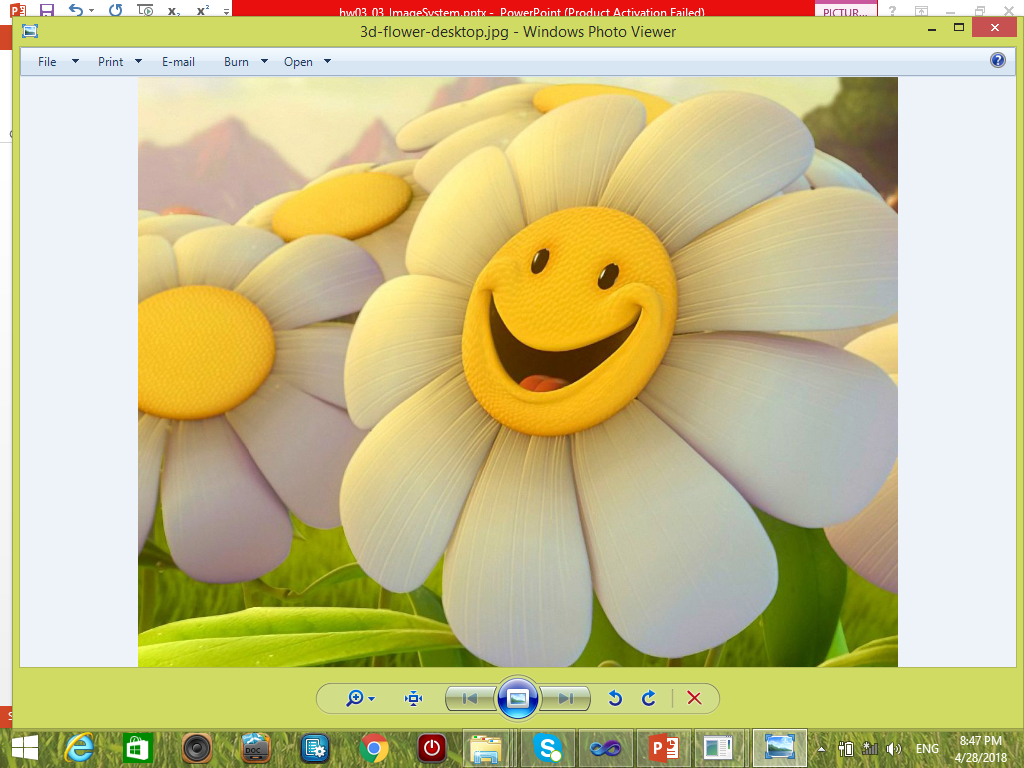 hw03_03_ImageSystem.pptx - PowerPoint (Product Activation Failed)
PICTUR...
3d-flower-desktop.jpg - Windows Photo Viewer
File
Print
E-mail
Burn
Open
DOC
ENG
8:47 PM
4/28/2018